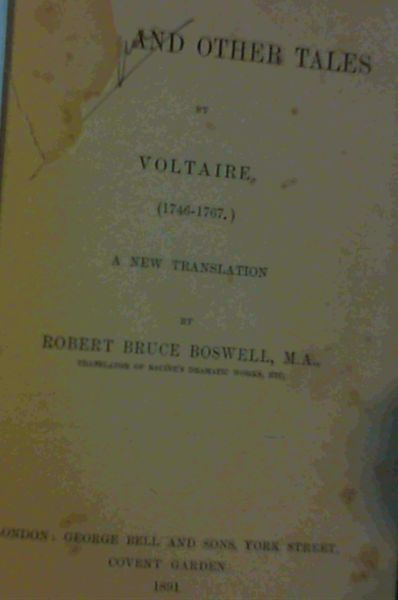 AND OTHER TALES
BY
VOLTAIRE,
(1746-1767.)
A NEW TRANSLATION
BY
ROBERT BRUCE BOSWELL, M.A.,
TRANSLATOR OF RACINE'S DRAMATIC WORKS, ETC.
LONDON: GEORGE BELL AND SONS, YORK STREET,
COVENT GARDEN
1891